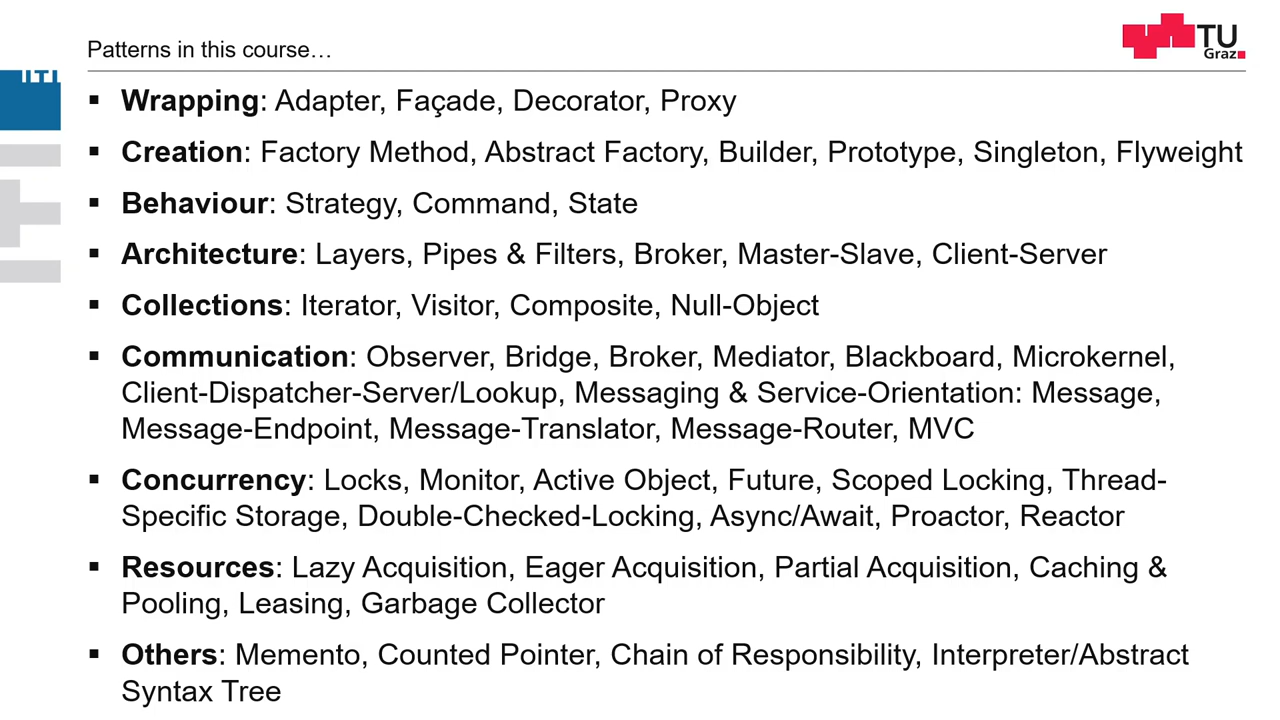 Patterns in this course…
TU
Graz
▪ Wrapping: Adapter, Façade, Decorator, Proxy
▪ Creation: Factory Method, Abstract Factory, Builder, Prototype, Singleton, Flyweight
▪ Behaviour: Strategy, Command, State
▪ Architecture: Layers, Pipes & Filters, Broker, Master-Slave, Client-Server
▪ Collections: Iterator, Visitor, Composite, Null-Object
▪ Communication: Observer, Bridge, Broker, Mediator, Blackboard, Microkernel,
Client-Dispatcher-Server/Lookup, Messaging & Service-Orientation: Message,
Message-Endpoint, Message-Translator, Message-Router, MVC
▪ Concurrency: Locks, Monitor, Active Object, Future, Scoped Locking, Thread-
Specific Storage, Double-Checked-Locking, Async/Await, Proactor, Reactor
▪ Resources: Lazy Acquisition, Eager Acquisition, Partial Acquisition, Caching &
Pooling, Leasing, Garbage Collector
▪ Others: Memento, Counted Pointer, Chain of Responsibility, Interpreter/Abstract
Syntax Tree